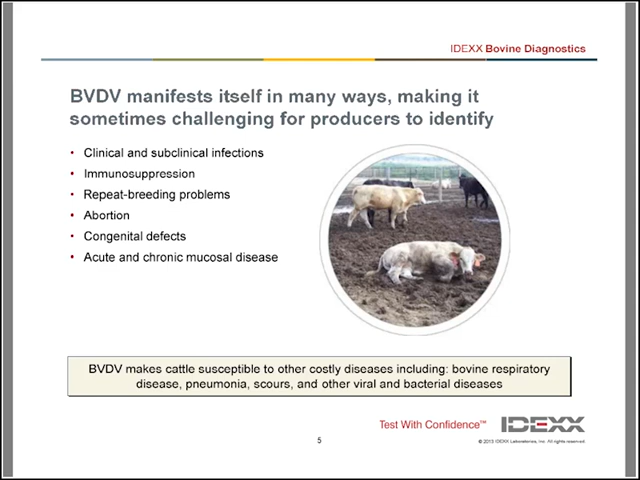 IDEXX Bovine Diagnostics
BVDV manifests itself in many ways, making it
sometimes challenging for producers to identify
• Clinical and subclinical infections
• Immunosuppression
• Repeat-breeding problems
• Abortion
• Congenital defects
• Acute and chronic mucosal disease
BVDV makes cattle susceptible to other costly diseases including: bovine respiratory
disease, pneumonia, scours, and other viral and bacterial diseases
Test With Confidence™ IDEXX
5
© 2013 IDEXX Laboratories, Inc. All rights reserved.